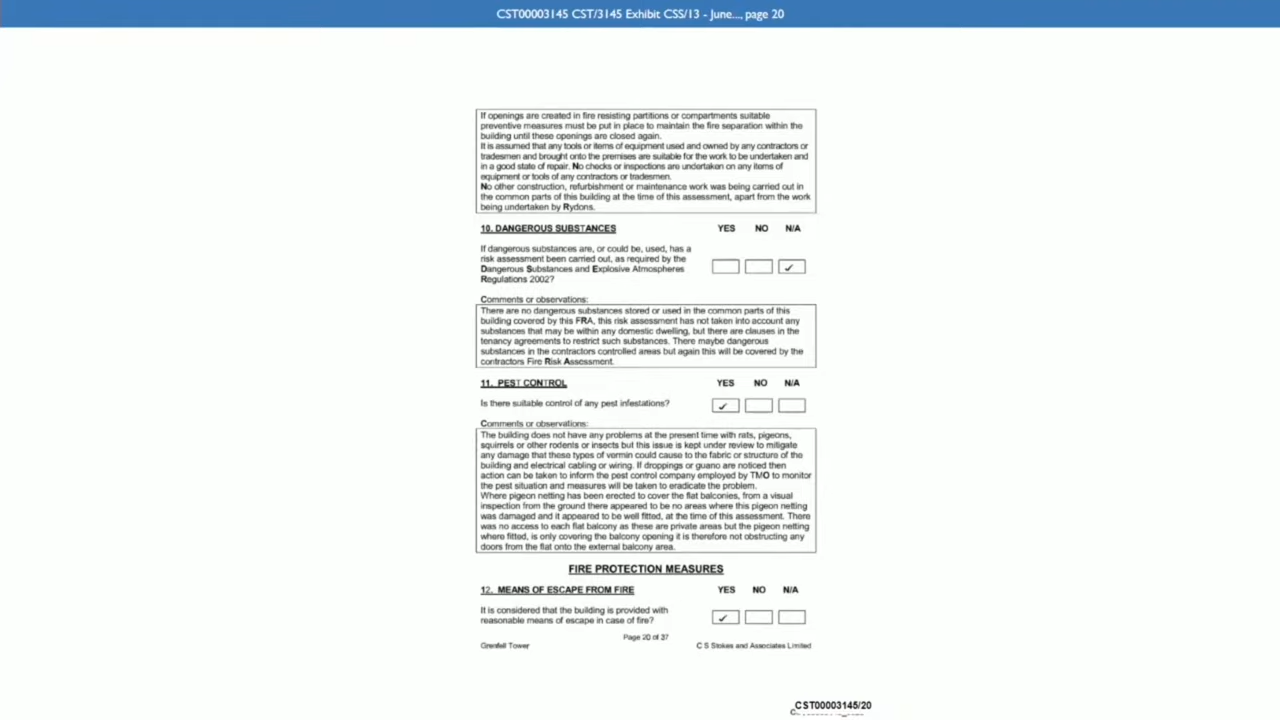 CST00003145 CST/3145 Exhibit CSS/13 - June..., page 20
If openings are created in fire resisting partitions or compartments suitable
preventive measures must be put in place to maintain the fire separation within the
building until these openings are closed again.
It is assumed that any tools or items of equipment used and owned by any contractors or
tradesmen and brought onto the premises are suitable for the work to be undertaken and
in a good state of repair. No checks or inspections are undertaken on any items of
equipment or tools of any contractors or tradesmen.
No other construction, refurbishment or maintenance work was being carried out in
the common parts of this building at the time of this assessment, apart from the work
being undertaken by Rydons.
10. DANGEROUS SUBSTANCES YES NO N/A
If dangerous substances are, or could be, used, has a
risk assessment been carried out, as required by the
Dangerous Substances and Explosive Atmospheres
Regulations 2002?
✓
Comments or observations:
There are no dangerous substances stored or used in the common parts of this
building covered by this FRA, this risk assessment has not taken into account any
substances that may be within any domestic dwelling, but there are clauses in the
tenancy agreements to restrict such substances. There maybe dangerous
substances in the contractors controlled areas but again this will be covered by the
contractors Fire Risk Assessment.
11. PEST CONTROL YES NO N/A
Is there suitable control of any pest infestations? ✓
Comments or observations:
The building does not have any problems at the present time with rats, pigeons,
squirrels or other rodents or insects but this issue is kept under review to mitigate
any damage that these types of vermin could cause to the fabric or structure of the
building and electrical cabling or wiring. If droppings or guano are noticed then
action can be taken to inform the pest control company employed by TMO to monitor
the pest situation and measures will be taken to eradicate the problem.
Where pigeon netting has been erected to cover the flat balconies, from a visual
inspection from the ground there appeared to be no areas where this pigeon netting
was damaged and it appeared to be well fitted, at the time of this assessment. There
was no access to each flat balcony as these are private areas but the pigeon netting
where fitted, is only covering the balcony opening it is therefore not obstructing any
doors from the flat onto the external balcony area.
FIRE PROTECTION MEASURES
12. MEANS OF ESCAPE FROM FIRE YES NO N/A
It is considered that the building is provided with
reasonable means of escape in case of fire? ✓
Page 20 of 37
Grenfell Tower C S Stokes and Associates Limited
CST00003145/20